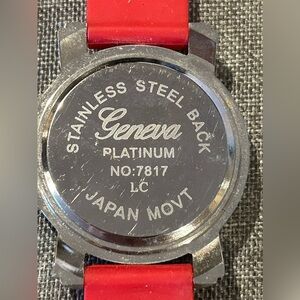 STAINLESS STEEL BACK
Geneva
PLATINUM
NO:7817
LC
JAPAN MOVT